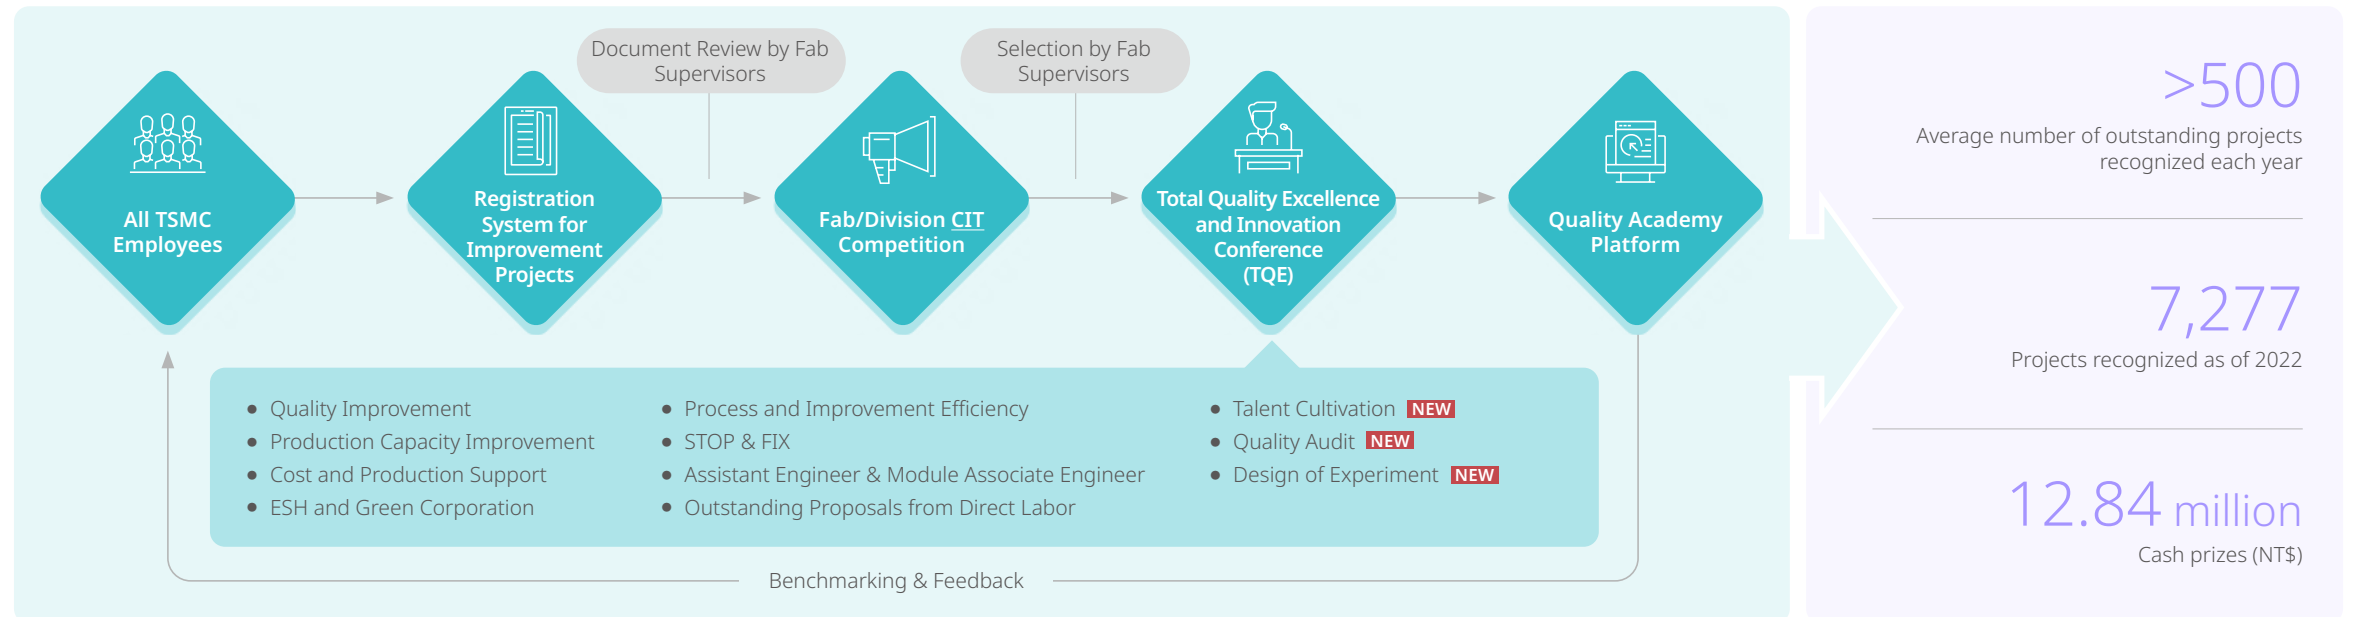 Document Review by Fab
Supervisors
Selection by Fab
Supervisors
All TSMC
Employees
Registration
System for
Improvement
Projects
Fab/Division CIT
Competition
Total Quality Excellence
and Innovation
Conference
(TQE)
Quality Academy
Platform
Quality Improvement
Production Capacity Improvement
Cost and Production Support
ESH and Green Corporation
Process and Improvement Efficiency
STOP & FIX
Assistant Engineer & Module Associate Engineer
Outstanding Proposals from Direct Labor
Talent Cultivation NEW
Quality Audit NEW
Design of Experiment NEW
Benchmarking & Feedback
>500
Average number of outstanding projects
recognized each year
7,277
Projects recognized as of 2022
12.84 million
Cash prizes (NT$)